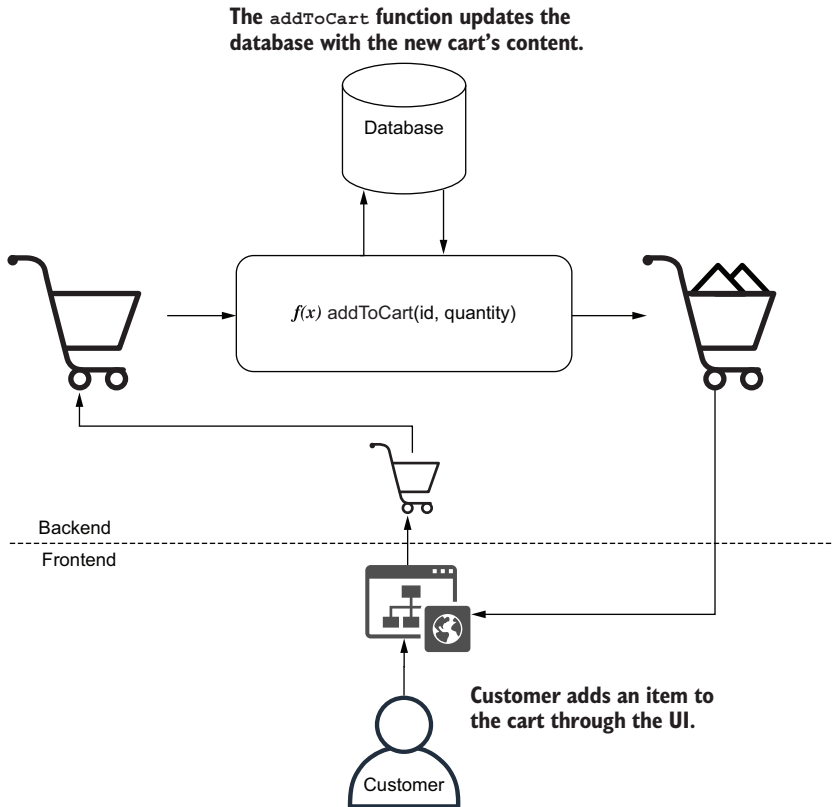 The addToCart function updates the
database with the new cart's content.
Database
f(x) addToCart(id, quantity)
Backend
Frontend
Customer adds an item to
the cart through the UI.
Customer